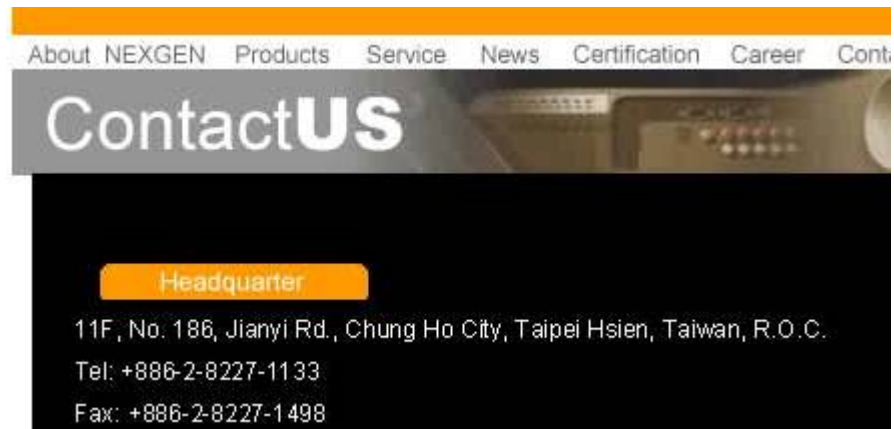 About NEXGEN Products Service News Certification Career Conta
ContactUS
Headquarter
11F, No. 186, Jianyi Rd., Chung Ho City, Taipei Hsien, Taiwan, R.O.C.
Tel: +886-2-8227-1133
Fax: +886-2-8227-1498